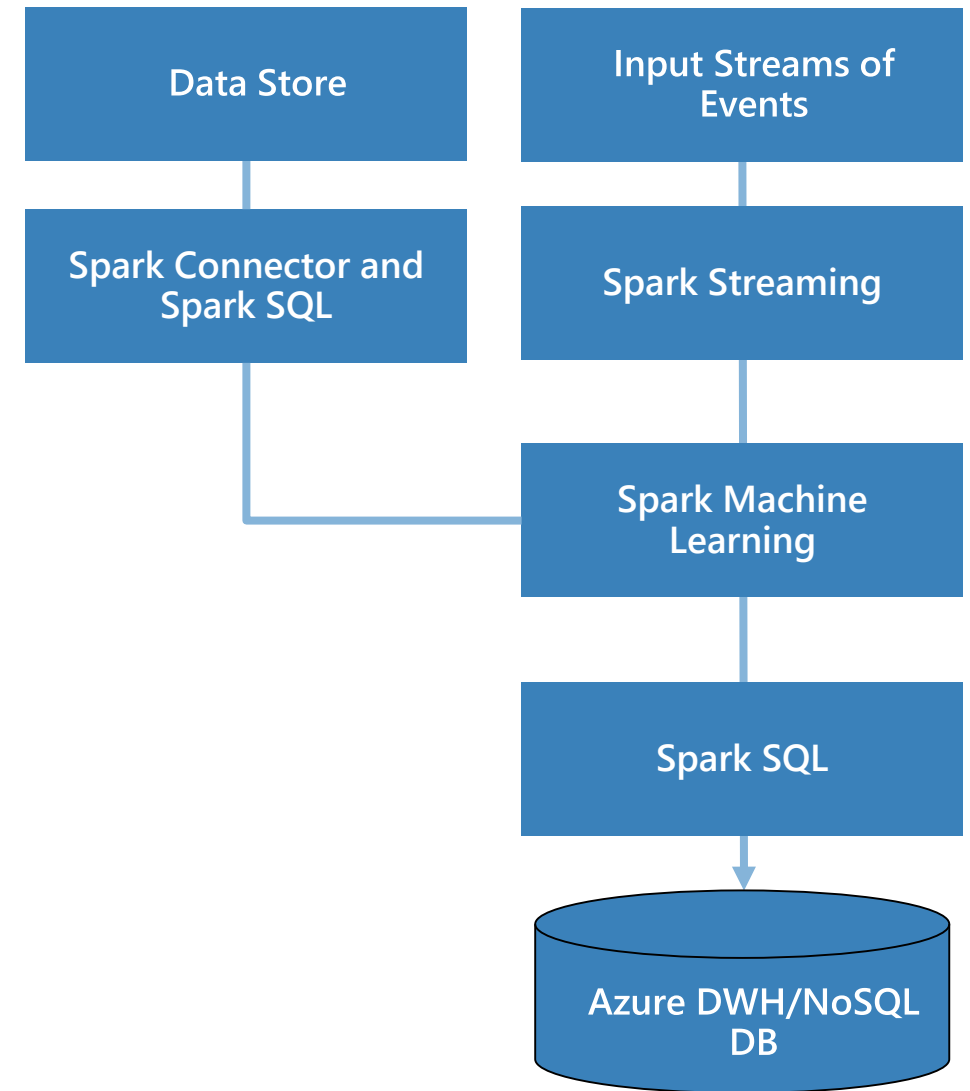 Data Store
Input Streams of
Events
Spark Connector and
Spark SQL
Spark Streaming
Spark Machine
Learning
Spark SQL
Azure DWH/NoSQL
DB